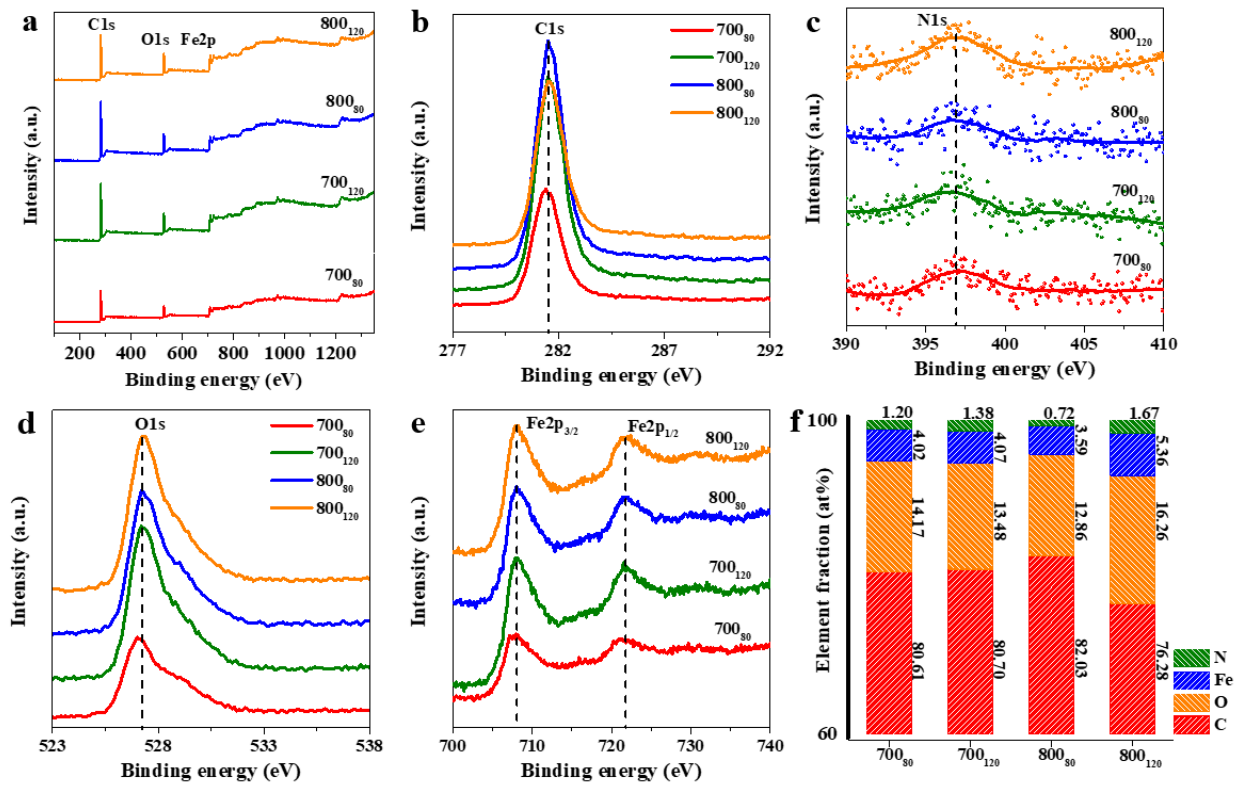 a
C1s
O1s Fe2p
800₁₂₀
800₈₀
700₁₂₀
700₈₀
Intensity (a.u.)
200 400 600 800 1000 1200
Binding energy (eV)
b
C1s
700₈₀
700₁₂₀
800₈₀
800₁₂₀
Intensity (a.u.)
277 282 287 292
Binding energy (eV)
c
N1s
800₁₂₀
800₈₀
700₁₂₀
700₈₀
Intensity (a.u.)
390 395 400 405 410
Binding energy (eV)
d
O1s
700₈₀
700₁₂₀
800₈₀
800₁₂₀
Intensity (a.u.)
523 528 533 538
Binding energy (eV)
e
Fe2p₃/₂ Fe2p₁/₂
800₁₂₀
800₈₀
700₁₂₀
700₈₀
Intensity (a.u.)
700 710 720 730 740
Binding energy (eV)
f
100
60
Element fraction (at%)
1.20 1.38 0.72 1.67
4.02 4.07 3.59 5.36
14.17 13.48 12.86 16.26
80.61 80.70 82.03 76.28
N
Fe
O
C
700₈₀ 700₁₂₀ 800₈₀ 800₁₂₀